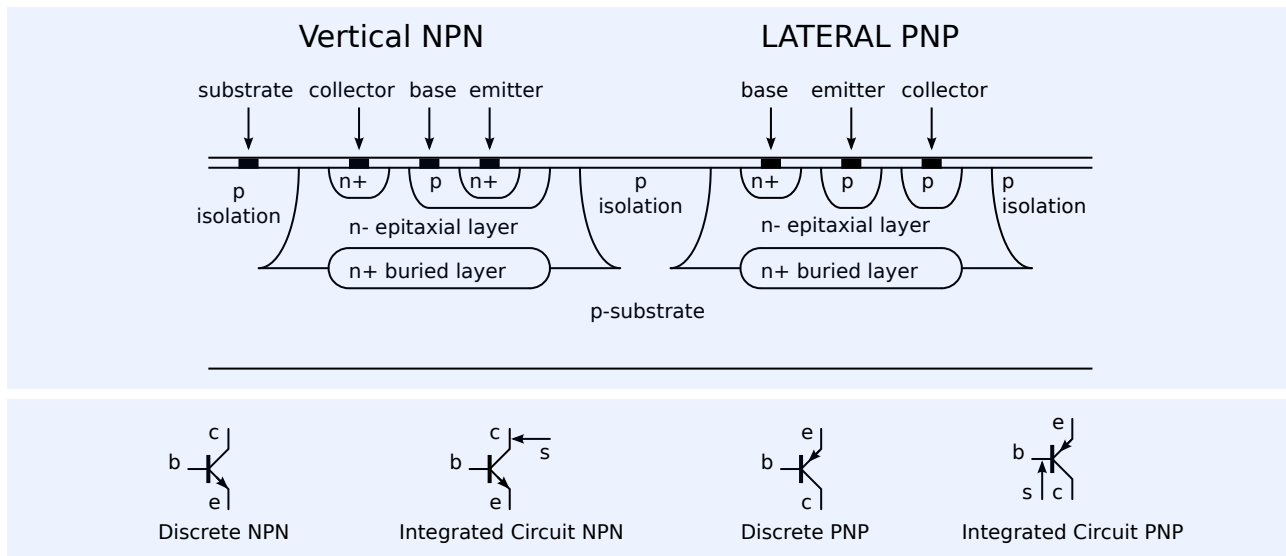 Vertical NPN
LATERAL PNP
substrate collector base emitter
base emitter collector
p
isolation
n+
p
n+
p
isolation
n+
p
p
p
isolation
n- epitaxial layer
n- epitaxial layer
n+ buried layer
n+ buried layer
p-substrate
c
b
e
Discrete NPN
c
s
b
e
Integrated Circuit NPN
e
b
c
Discrete PNP
e
b
s
c
Integrated Circuit PNP